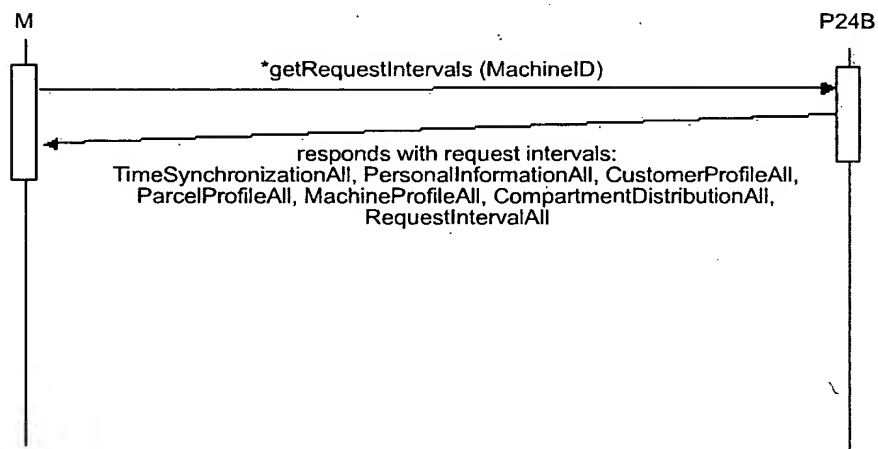 M P24B
*getRequestIntervals (MachineID)
responds with request intervals:
TimeSynchronizationAll, PersonalInformationAll, CustomerProfileAll,
ParcelProfileAll, MachineProfileAll, CompartmentDistributionAll,
RequestIntervalAll